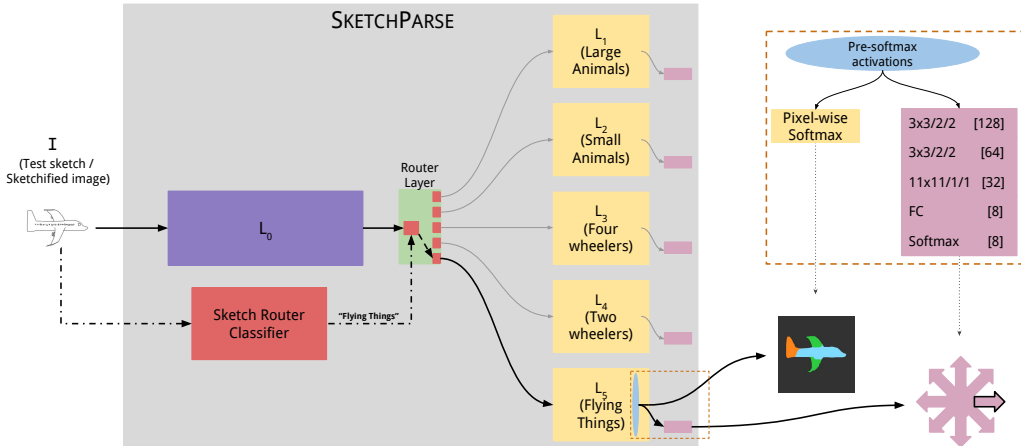 SKETCHPARSE
I
(Test sketch /
Sketchified image)
L0
Sketch Router
Classifier
“Flying Things”
Router
Layer
L1
(Large
Animals)
L2
(Small
Animals)
L3
(Four
wheelers)
L4
(Two
wheelers)
L5
(Flying
Things)
Pre-softmax
activations
Pixel-wise
Softmax
3x3/2/2 [128]
3x3/2/2 [64]
11x11/1/1 [32]
FC [8]
Softmax [8]